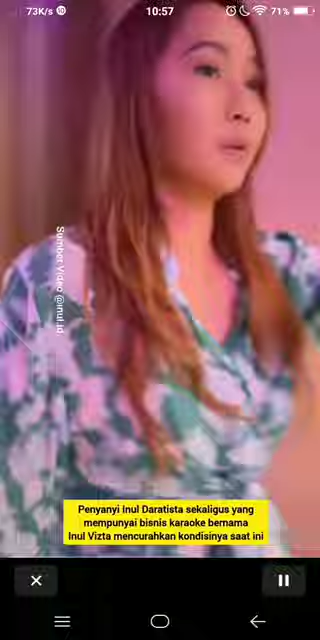 73K/s 10
10:57
71%
Sumber Video @inul.id
Penyanyi Inul Daratista sekaligus yang
mempunyai bisnis karaoke bernama
Inul Vizta mencurahkan kondisinya saat ini